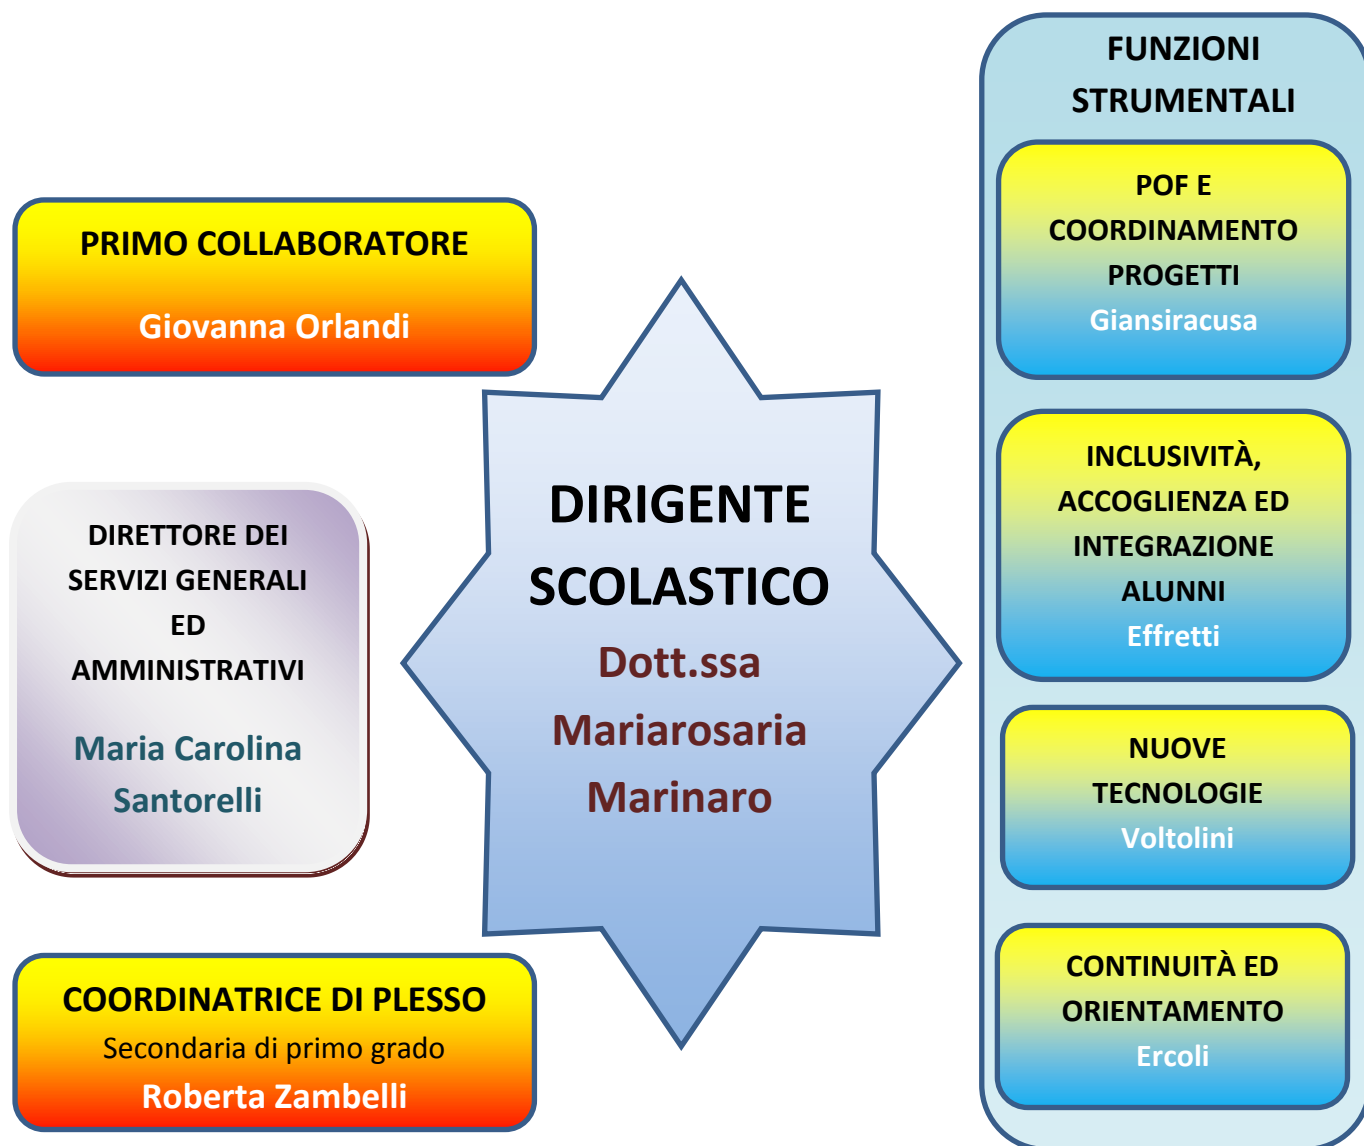 PRIMO COLLABORATORE
Giovanna Orlandi
DIRETTORE DEI
SERVIZI GENERALI
ED
AMMINISTRATIVI
Maria Carolina
Santorelli
COORDINATRICE DI PLESSO
Secondaria di primo grado
Roberta Zambelli
DIRIGENTE
SCOLASTICO
Dott.ssa
Mariarosaria
Marinaro
FUNZIONI
STRUMENTALI
POF E
COORDINAMENTO
PROGETTI
Giansiracusa
INCLUSIVITÀ,
ACCOGLIENZA ED
INTEGRAZIONE
ALUNNI
Effretti
NUOVE
TECNOLOGIE
Voltolini
CONTINUITÀ ED
ORIENTAMENTO
Ercoli